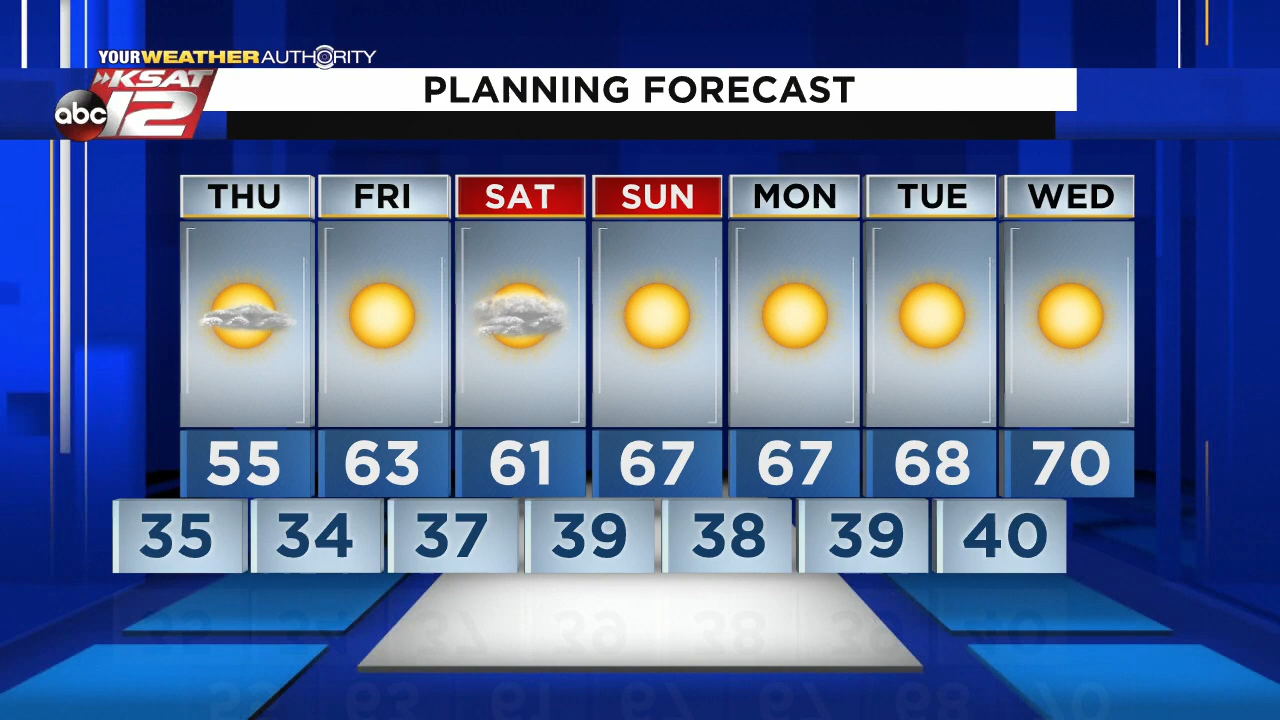 YOURWEATHERAUTHORITY
KSAT
abc 12
PLANNING FORECAST
THU FRI SAT SUN MON TUE WED
55 63 61 67 67 68 70
35 34 37 39 38 39 40